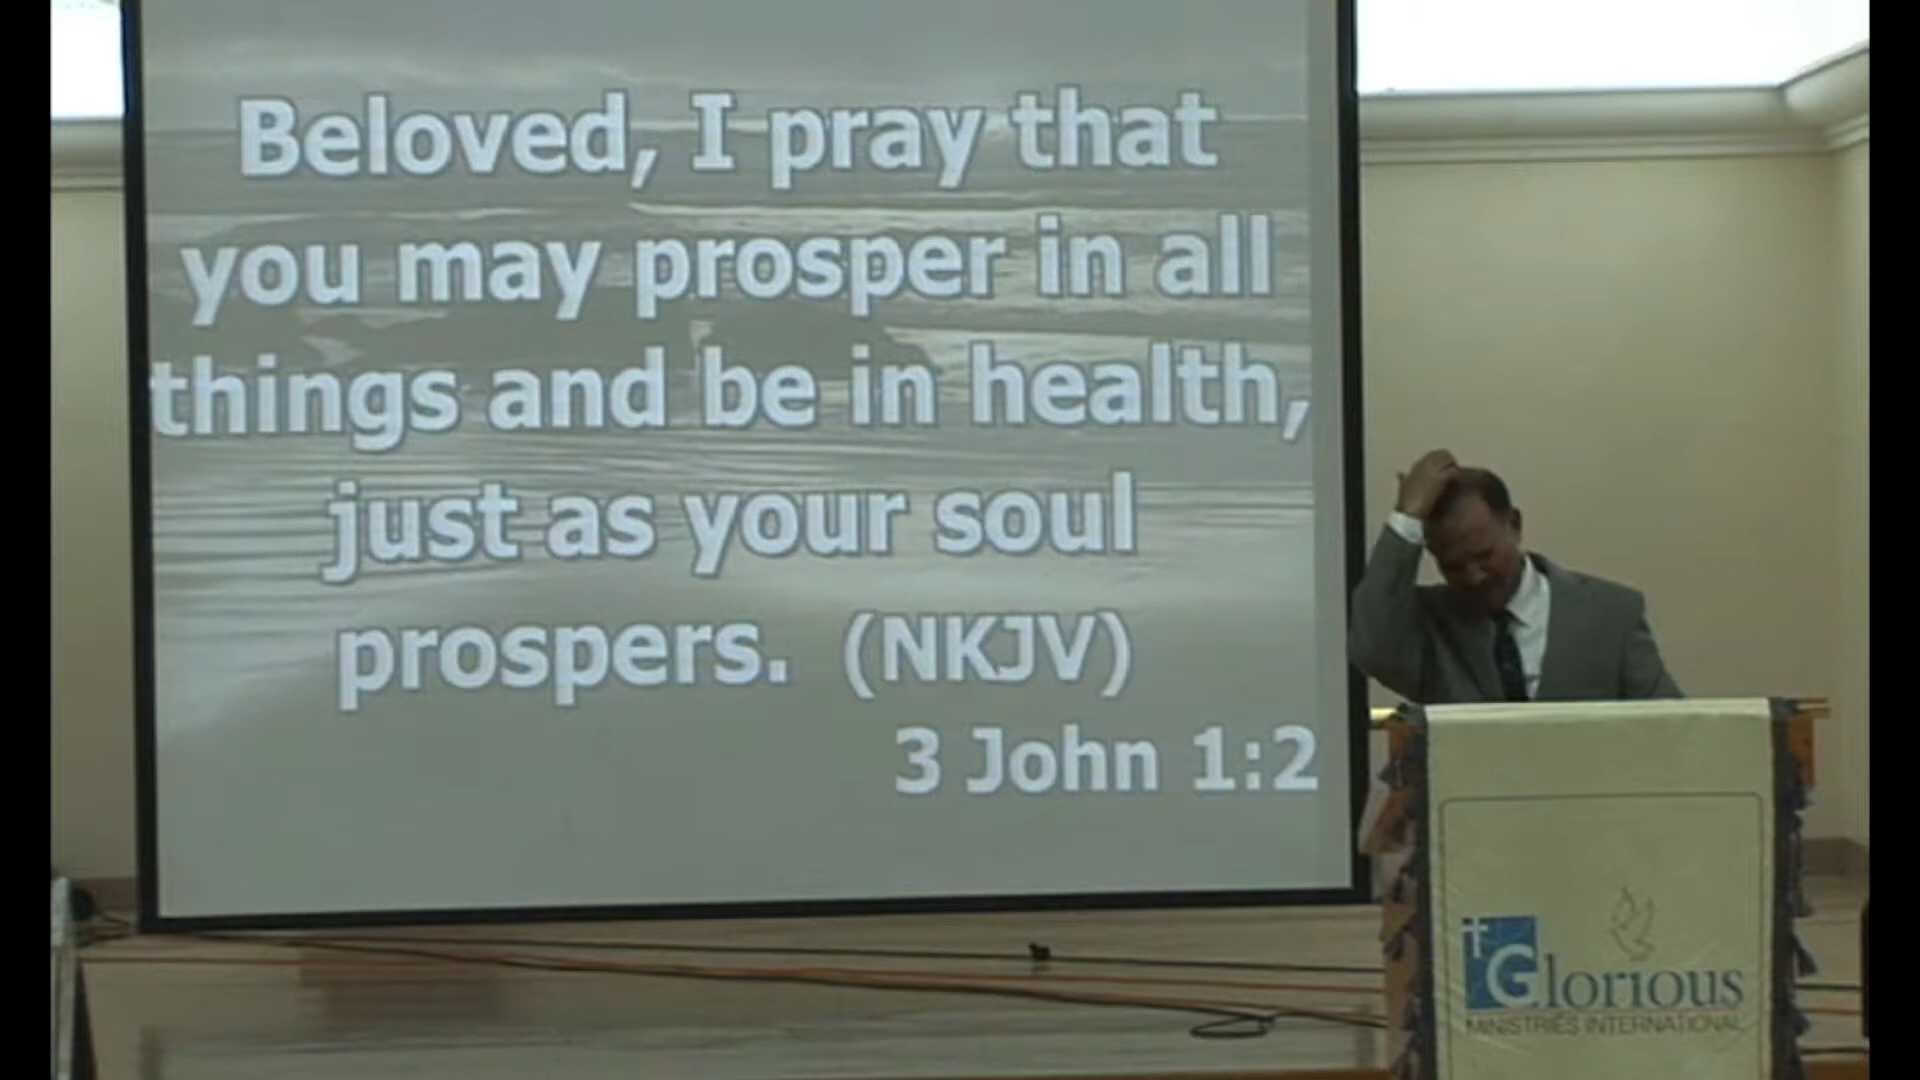 Beloved, I pray that
you may prosper in all
things and be in health,
just as your soul
prospers. (NKJV)
3 John 1:2
Glorious
MINISTRIES INTERNATIONAL